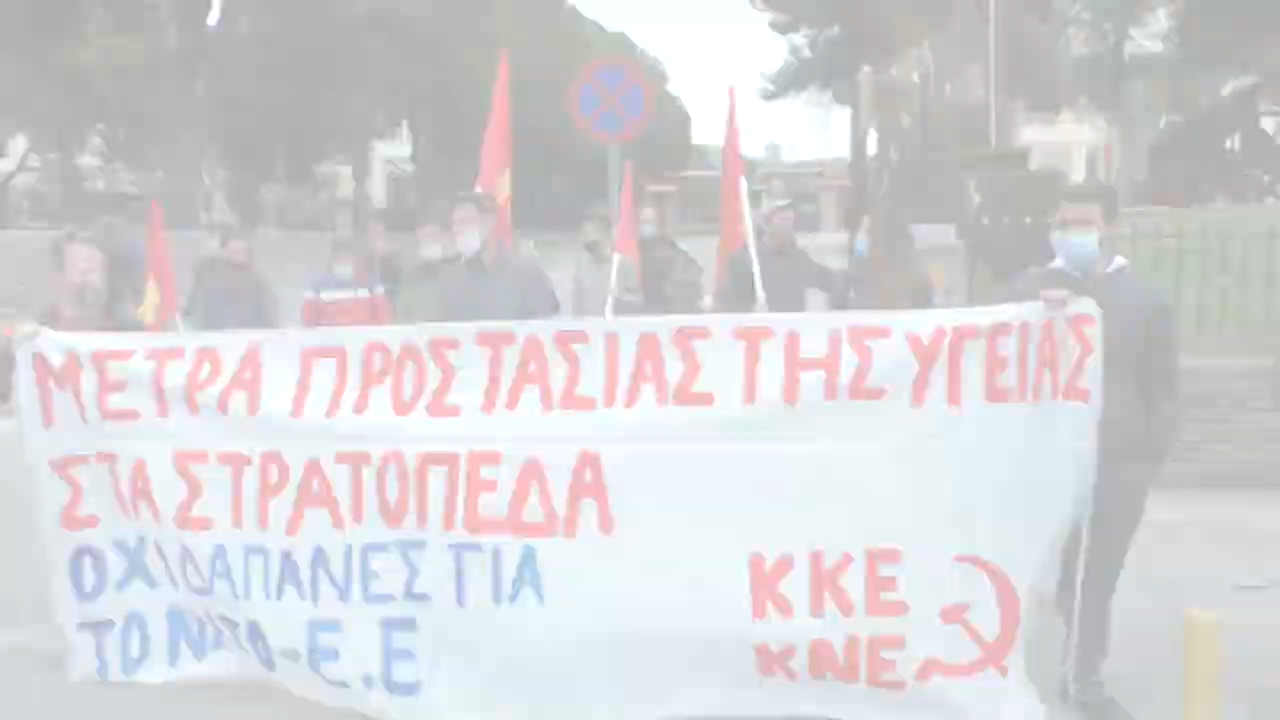 ΜΕΤΡΑ ΠΡΟΣΤΑΣΙΑΣ ΤΗΣ ΥΓΕΙΑΣ
ΣΤΑ ΣΤΡΑΤΟΠΕΔΑ
ΟΧΙ ΔΑΠΑΝΕΣ ΓΙΑ
ΤΟ ΝΑΤΟ-Ε.Ε
ΚΚΕ
ΚΝΕ